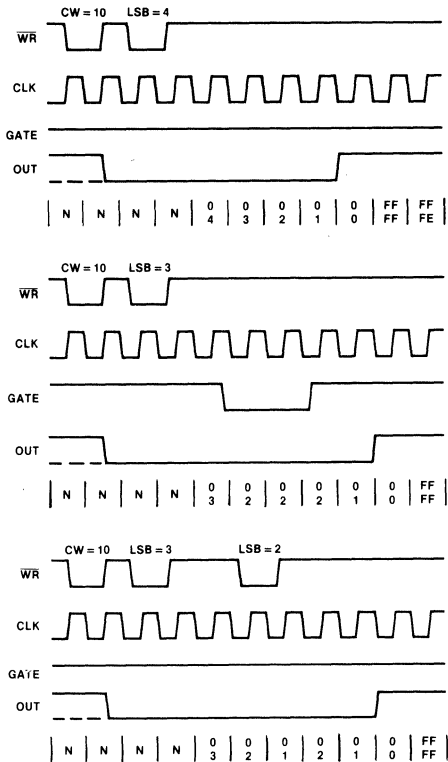 CW = 10 LSB = 4
WR
CLK
GATE
OUT
N N N N 0 0 0 0 0 FF FF
4 3 2 1 0 FF FE
CW = 10 LSB = 3
WR
CLK
GATE
OUT
N N N N 0 0 0 0 0 0 FF
3 2 2 2 1 0 FF
CW = 10 LSB = 3 LSB = 2
WR
CLK
GATE
OUT
N N N N 0 0 0 0 0 0 FF
3 2 1 2 1 0 FF